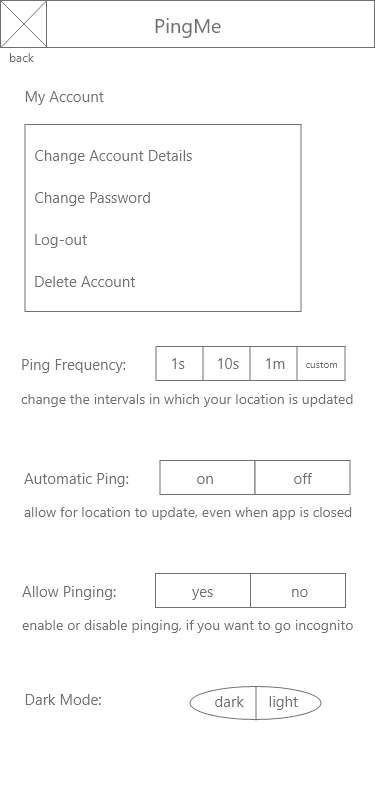 PingMe
back
My Account
Change Account Details
Change Password
Log-out
Delete Account
Ping Frequency: 1s 10s 1m custom
change the intervals in which your location is updated
Automatic Ping: on off
allow for location to update, even when app is closed
Allow Pinging: yes no
enable or disable pinging, if you want to go incognito
Dark Mode: dark light